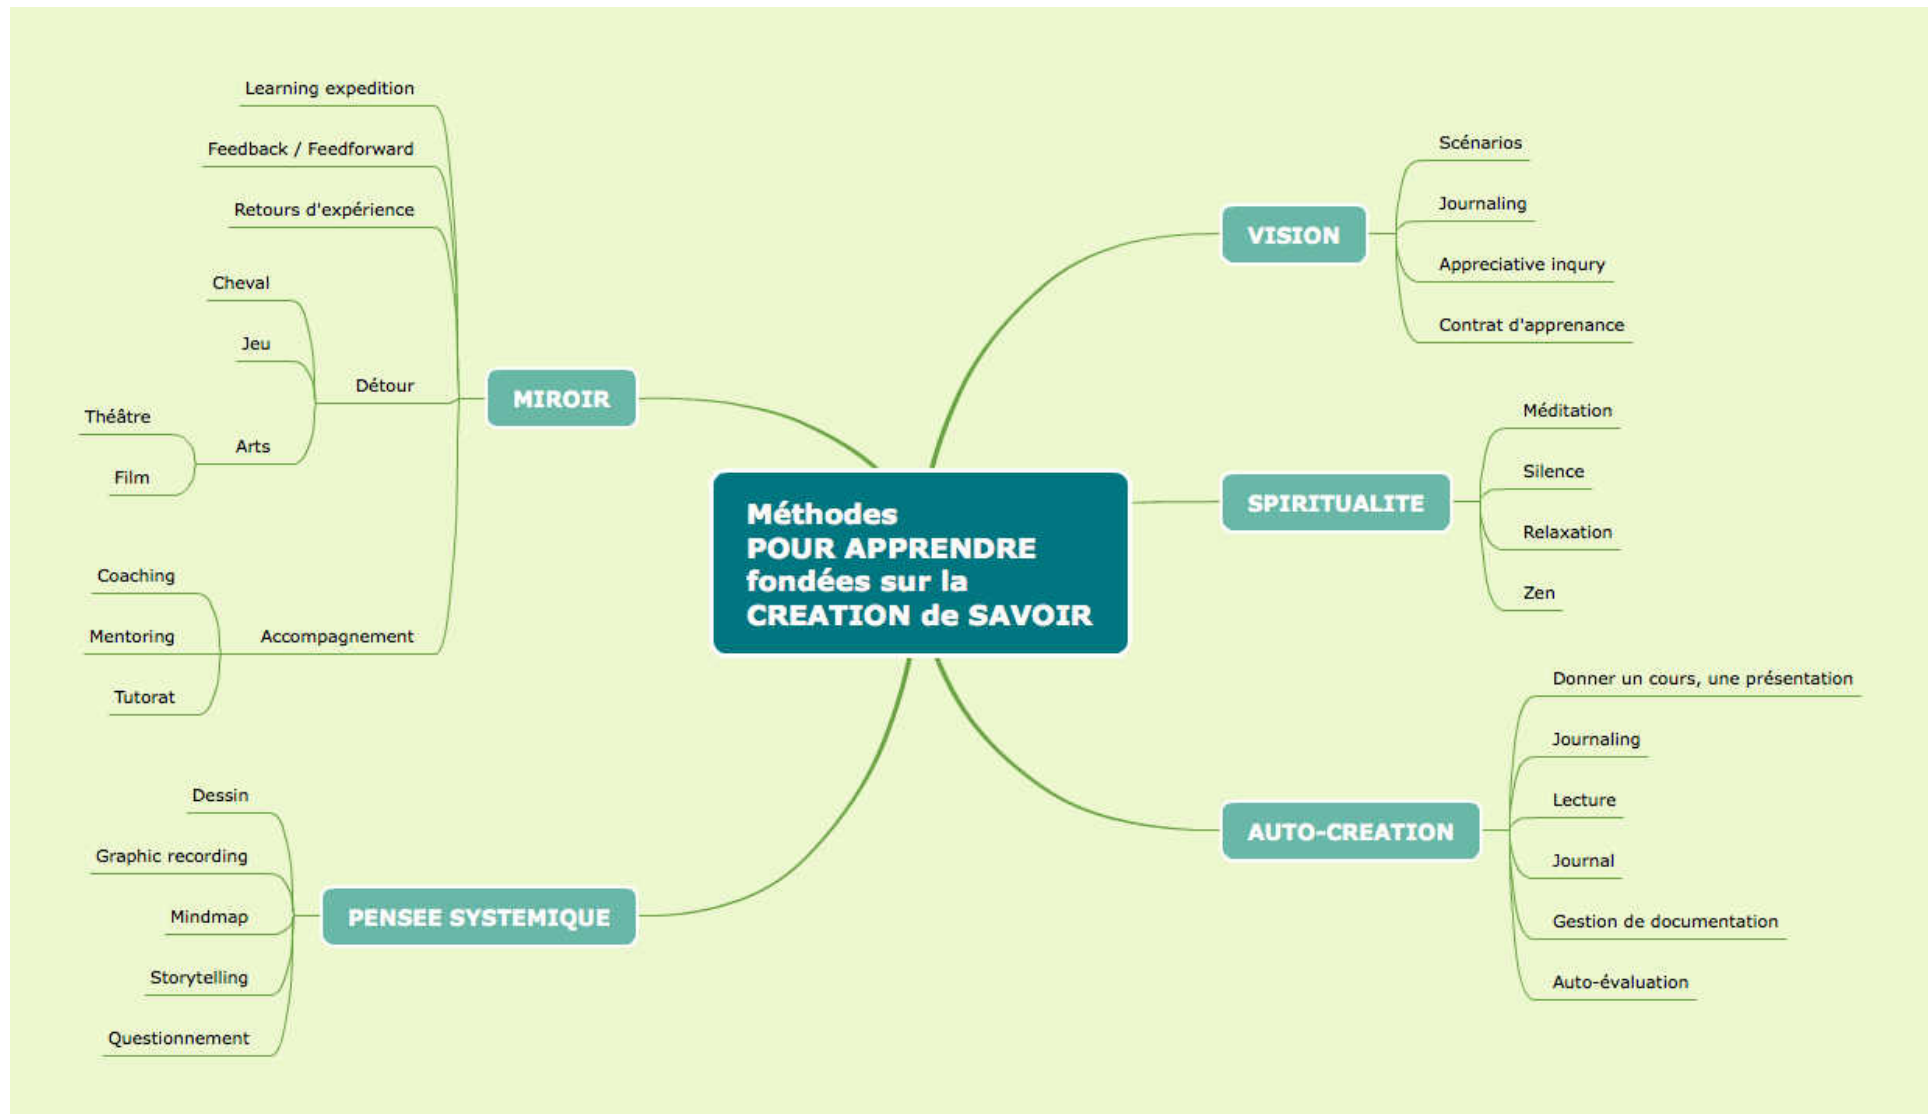 Méthodes
POUR APPRENDRE
fondées sur la
CREATION de SAVOIR
VISION
Scénarios
Journaling
Appreciative inqury
Contrat d'apprenance
SPIRITUALITE
Méditation
Silence
Relaxation
Zen
AUTO-CREATION
Donner un cours, une présentation
Journaling
Lecture
Journal
Gestion de documentation
Auto-évaluation
MIROIR
Learning expedition
Feedback / Feedforward
Retours d'expérience
Détour
Cheval
Jeu
Arts
Théâtre
Film
Accompagnement
Coaching
Mentoring
Tutorat
PENSEE SYSTEMIQUE
Dessin
Graphic recording
Mindmap
Storytelling
Questionnement